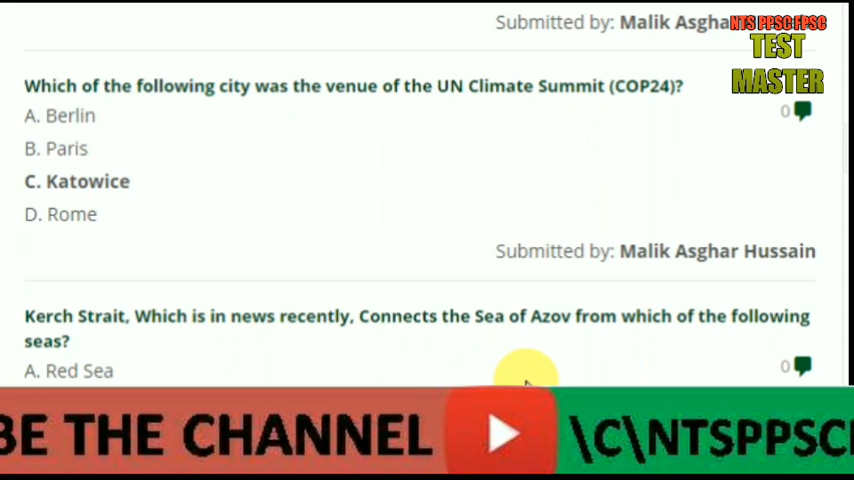 Submitted by: Malik Asghar
NTS PPSC FPSC
TEST
MASTER
Which of the following city was the venue of the UN Climate Summit (COP24)?
0
A. Berlin
B. Paris
C. Katowice
D. Rome
Submitted by: Malik Asghar Hussain
Kerch Strait, Which is in news recently, Connects the Sea of Azov from which of the following
seas?
0
A. Red Sea
BE THE CHANNEL
\C\NTSPPSC